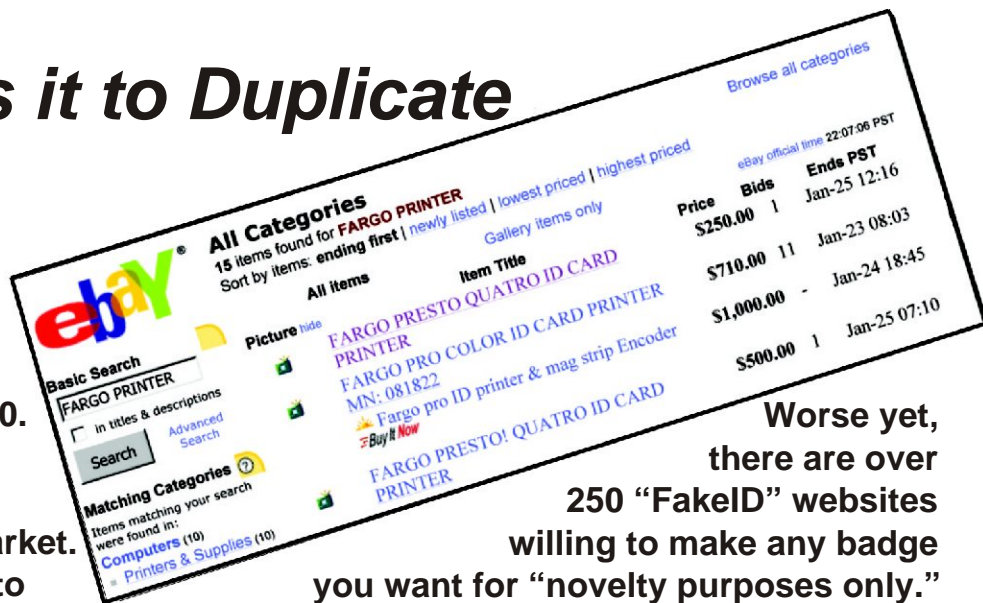 s it to Duplicate
Browse all categories
eBay official time 22:07:06 PST
ebay®
All Categories
15 items found for FARGO PRINTER
Sort by items: ending first | newly listed | lowest priced | highest priced
All items Gallery items only
Picture hide Item Title Price Bids Ends PST
FARGO PRESTO QUATRO ID CARD PRINTER $250.00 1 Jan-25 12:16
FARGO PRO COLOR ID CARD PRINTER MN: 081822 $710.00 11 Jan-23 08:03
Fargo pro ID printer & mag strip Encoder $1,000.00 - Jan-24 18:45
Buy It Now
FARGO PRESTO! QUATRO ID CARD PRINTER $500.00 1 Jan-25 07:10
Basic Search
FARGO PRINTER
in titles & descriptions
Search Advanced Search
Matching Categories ?
Items matching your search were found in:
Computers (10)
Printers & Supplies (10)
0.
arket.
to
Worse yet,
there are over
250 “FakeID” websites
willing to make any badge
you want for “novelty purposes only.”